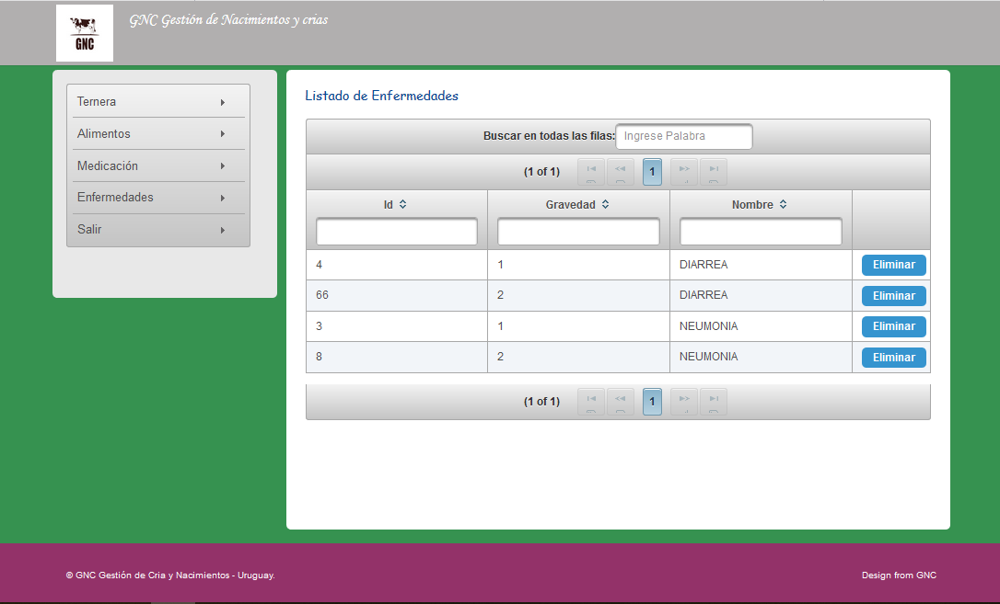 GNC Gestión de Nacimientos y crias
GNC
Ternera
Alimentos
Medicación
Enfermedades
Salir
Listado de Enfermedades
Buscar en todas las filas: Ingrese Palabra
(1 of 1) 1
Id Gravedad Nombre
4 1 DIARREA Eliminar
66 2 DIARREA Eliminar
3 1 NEUMONIA Eliminar
8 2 NEUMONIA Eliminar
(1 of 1) 1
© GNC Gestión de Cria y Nacimientos - Uruguay. Design from GNC